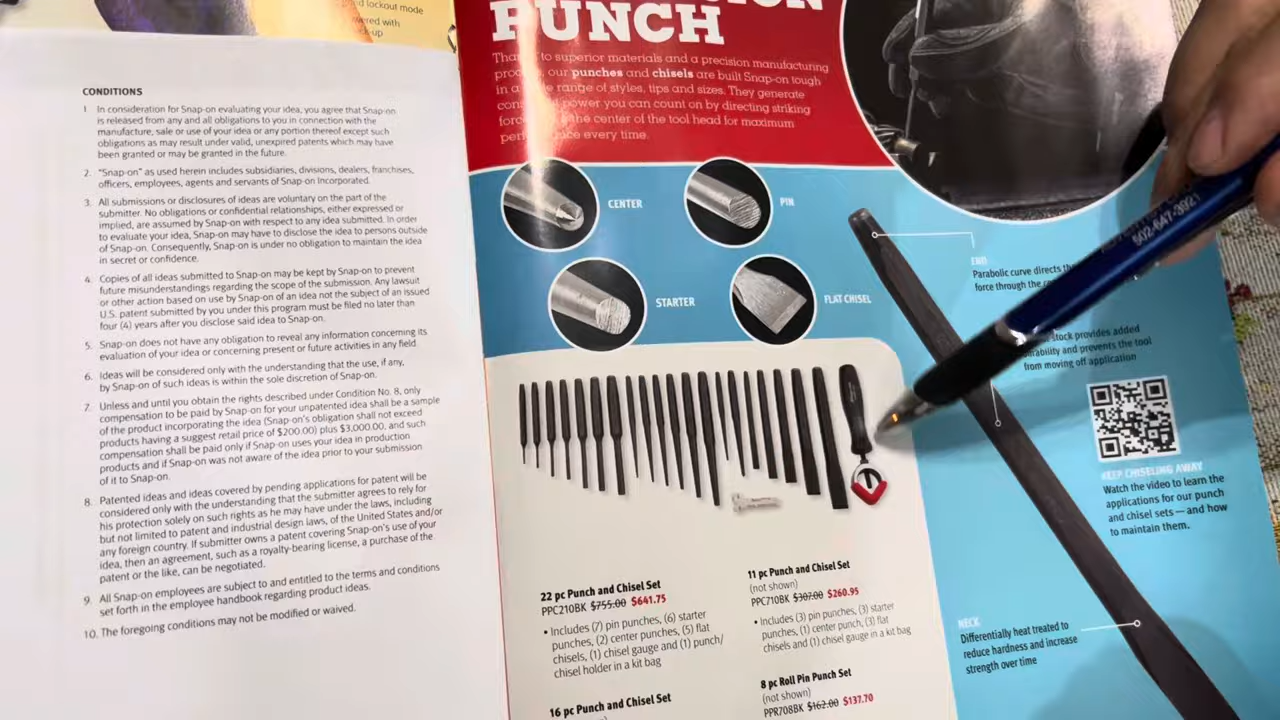 d lockout mode
ered with
k-up
CONDITIONS
1 In consideration for Snap-on evaluating your idea, you agree that Snap-on
is released from any and all obligations to you in connection with the
manufacture, sale or use of your idea or any portion thereof except such
obligations as may result under valid, unexpired patents which may have
been granted or may be granted in the future.
2. "Snap-on" as used herein includes subsidiaries, divisions, dealers, franchises,
officers, employees, agents and servants of Snap-on Incorporated.
3. All submissions or disclosures of ideas are voluntary on the part of the
submitter. No obligations or confidential relationships, either expressed or
implied, are assumed by Snap-on with respect to any idea submitted. In order
to evaluate your idea, Snap-on may have to disclose the idea to persons outside
of Snap-on. Consequently, Snap-on is under no obligation to maintain the idea
in secret or confidence.
4. Copies of all ideas submitted to Snap-on may be kept by Snap-on to prevent
future misunderstandings regarding the scope of the submission. Any lawsuit
or other action based on use by Snap-on of an idea not the subject of an issued
U.S. patent submitted by you under this program must be filed no later than
four (4) years after you disclose said idea to Snap-on.
5. Snap-on does not have any obligation to reveal any information concerning its
evaluation of your idea or concerning present or future activities in any field.
6. Ideas will be considered only with the understanding that the use, if any,
by Snap-on of such ideas is within the sole discretion of Snap-on.
7. Unless and until you obtain the rights described under Condition No. 8, only
compensation to be paid by Snap-on for your unpatented idea shall be a sample
of the product incorporating the idea (Snap-on's obligation shall not exceed
products having a suggest retail price of $200.00) plus $3,000.00, and such
compensation shall be paid only if Snap-on uses your idea in production
products and if Snap-on was not aware of the idea prior to your submission
of it to Snap-on.
8. Patented ideas and ideas covered by pending applications for patent will be
considered only with the understanding that the submitter agrees to rely for
his protection solely on such rights as he may have under the laws, including
but not limited to patent and industrial design laws, of the United States and/or
any foreign country. If submitter owns a patent covering Snap-on's use of your
idea, then an agreement, such as a royalty-bearing license, a purchase of the
patent or the like, can be negotiated.
9. All Snap-on employees are subject to and entitled to the terms and conditions
set forth in the employee handbook regarding product ideas.
10. The foregoing conditions may not be modified or waived.
PUNCH
to superior materials and a precision manufacturing
our punches and chisels are built Snap-on tough
in a range of styles, tips and sizes. They generate
power you can count on by directing striking
the center of the tool head for maximum
every time.
CENTER
PIN
STARTER
FLAT CHISEL
END
Parabolic curve directs
force through the
stock provides added
and prevents the tool
from moving off application
KEEP CHISELING AWAY
Watch the video to learn the
applications for our punch
and chisel sets — and how
to maintain them.
NECK
Differentially heat treated to
reduce hardness and increase
strength over time
22 pc Punch and Chisel Set
PPC210BK $755.00 $641.75
• Includes (7) pin punches, (6) starter
punches, (2) center punches, (5) flat
chisels, (1) chisel gauge and (1) punch/
chisel holder in a kit bag
16 pc Punch and Chisel Set
11 pc Punch and Chisel Set
(not shown)
PPC710BK $307.00 $260.95
• Includes (3) pin punches, (3) starter
punches, (1) center punch, (3) flat
chisels and (1) chisel gauge in a kit bag
8 pc Roll Pin Punch Set
(not shown)
PPR708BK $162.00 $137.70
602-647-3921